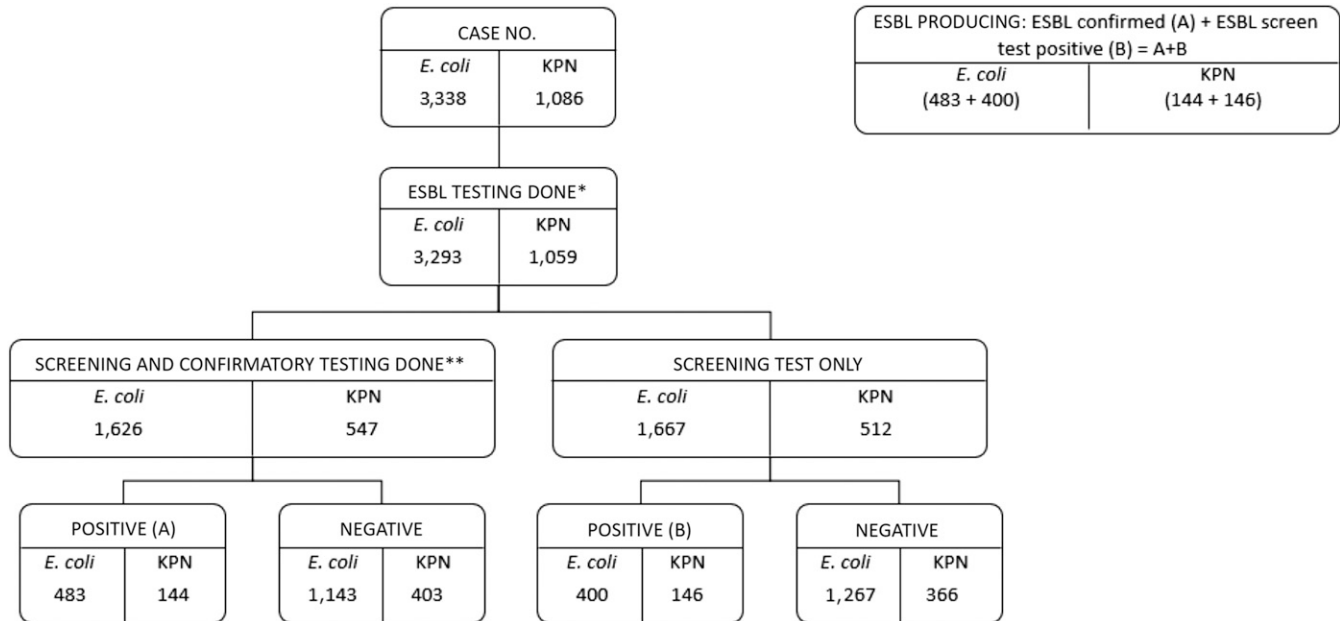 CASE NO.
E. coli KPN
3,338 1,086
ESBL PRODUCING: ESBL confirmed (A) + ESBL screen
test positive (B) = A+B
E. coli KPN
(483 + 400) (144 + 146)
ESBL TESTING DONE*
E. coli KPN
3,293 1,059
SCREENING AND CONFIRMATORY TESTING DONE**
E. coli KPN
1,626 547
SCREENING TEST ONLY
E. coli KPN
1,667 512
POSITIVE (A)
E. coli KPN
483 144
NEGATIVE
E. coli KPN
1,143 403
POSITIVE (B)
E. coli KPN
400 146
NEGATIVE
E. coli KPN
1,267 366